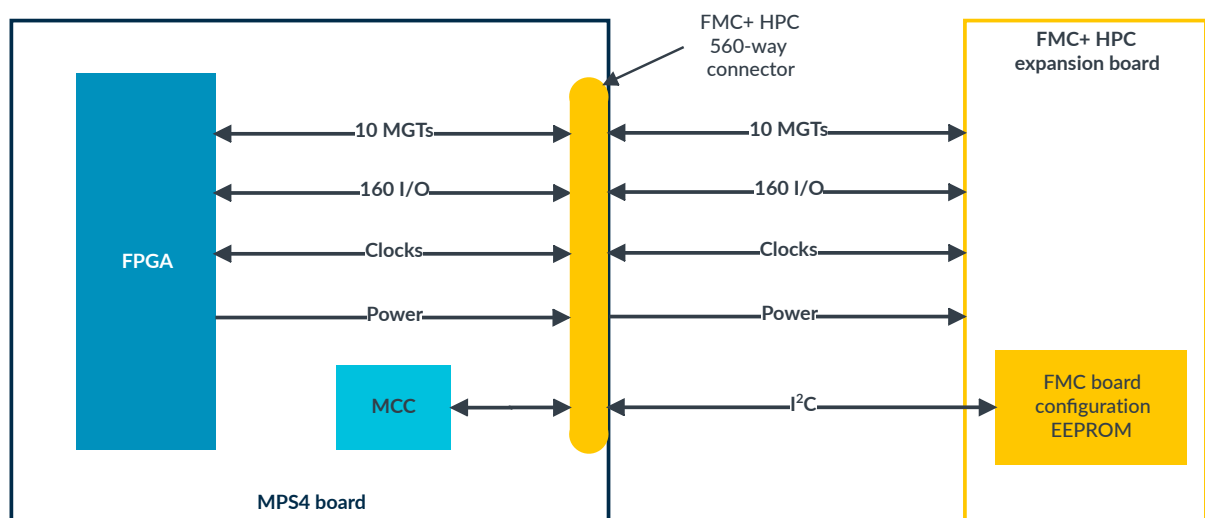 FMC+ HPC
560-way
connector
FMC+ HPC
expansion board
10 MGTs
10 MGTs
160 I/O
160 I/O
Clocks
Clocks
FPGA
Power
Power
MCC
I²C
FMC board
configuration
EEPROM
MPS4 board